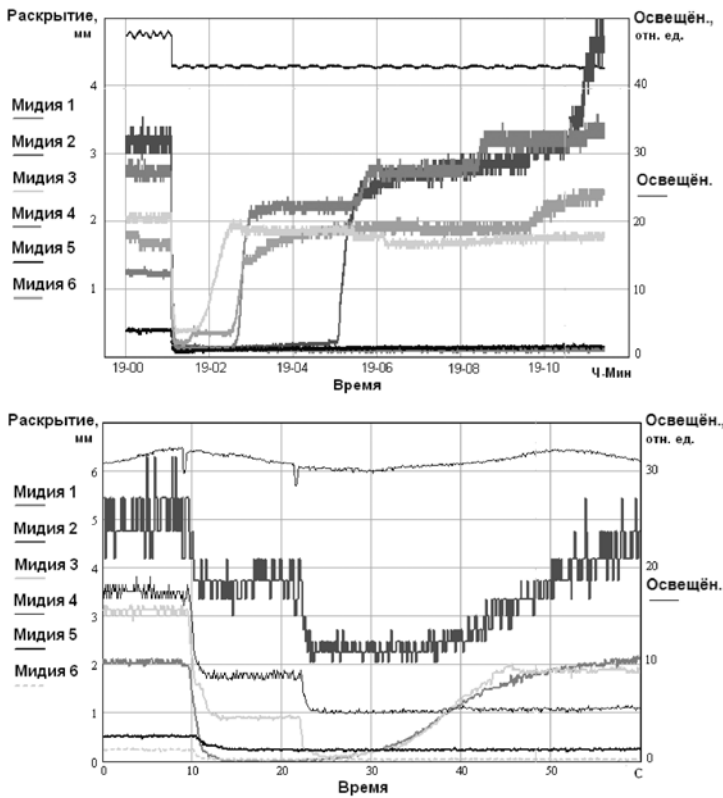 Раскрытие,
мм
Освещён.,
отн. ед.
4
3
2
1
40
30
20
10
0
Мидия 1
Мидия 2
Мидия 3
Мидия 4
Мидия 5
Мидия 6
Освещён.
19-00 19-02 19-04 19-06 19-08 19-10 Ч-Мин
Время
Раскрытие,
мм
Освещён.,
отн. ед.
6
5
4
3
2
1
0
30
20
10
0
Мидия 1
Мидия 2
Мидия 3
Мидия 4
Мидия 5
Мидия 6
Освещён.
0 10 20 30 40 50 С
Время